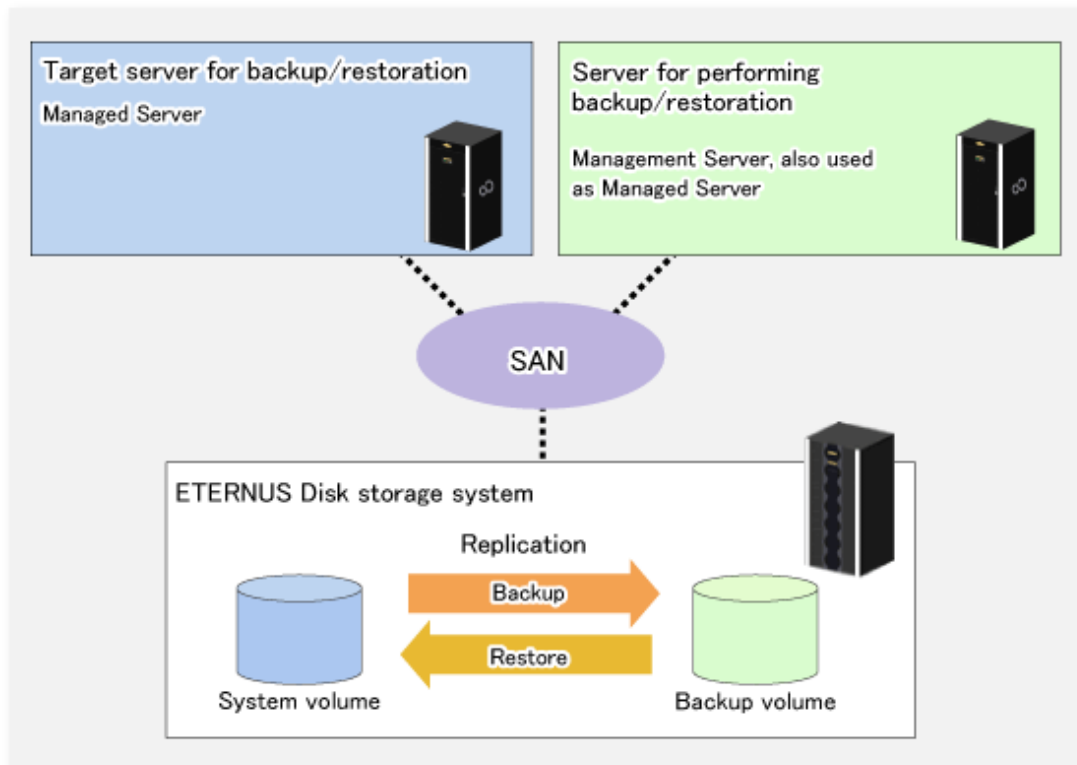 Target server for backup/restoration
Managed Server
Server for performing
backup/restoration
Management Server, also used
as Managed Server
SAN
ETERNUS Disk storage system
Replication
Backup
Restore
System volume
Backup volume